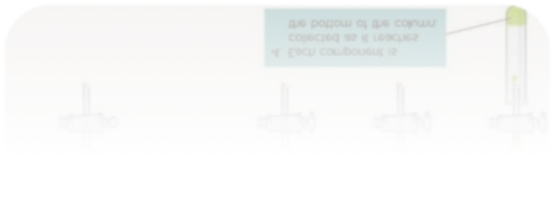 4. Each component is
collected as it reaches
the bottom of the column.